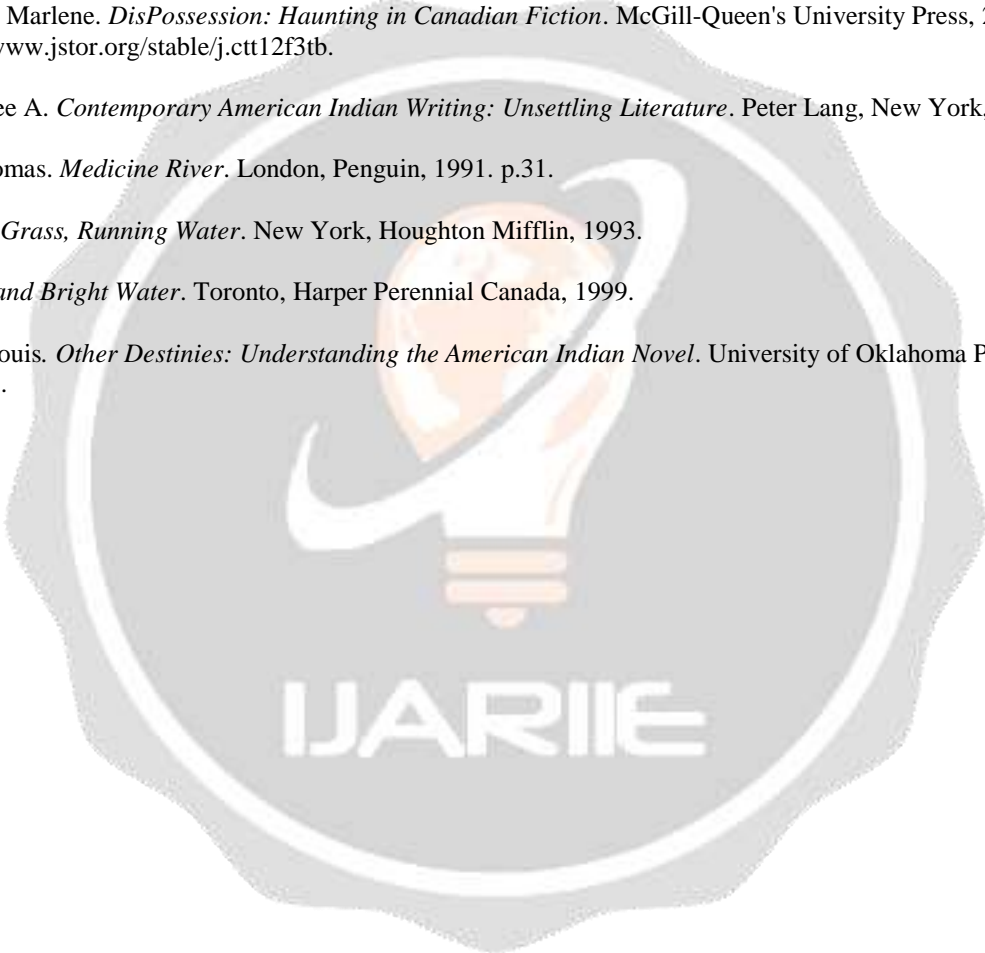 Marlene. DisPossession: Haunting in Canadian Fiction. McGill-Queen's University Press, 2
www.jstor.org/stable/j.ctt12f3tb.
ee A. Contemporary American Indian Writing: Unsettling Literature. Peter Lang, New York,
omas. Medicine River. London, Penguin, 1991. p.31.
Grass, Running Water. New York, Houghton Mifflin, 1993.
and Bright Water. Toronto, Harper Perennial Canada, 1999.
ouis. Other Destinies: Understanding the American Indian Novel. University of Oklahoma P
.
IJARIIE